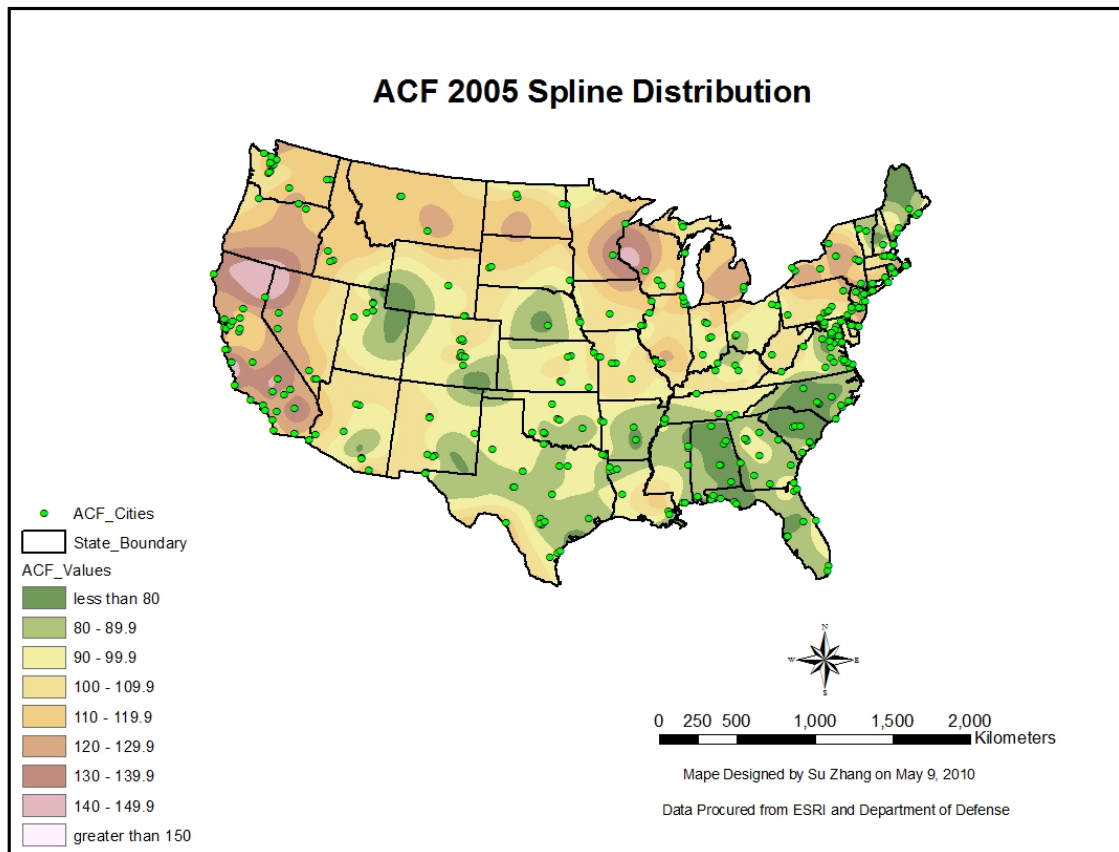 ACF 2005 Spline Distribution
ACF_Cities
State_Boundary
ACF_Values
less than 80
80 - 89.9
90 - 99.9
100 - 109.9
110 - 119.9
120 - 129.9
130 - 139.9
140 - 149.9
greater than 150
N
W E
S
0 250 500 1,000 1,500 2,000
Kilometers
Mape Designed by Su Zhang on May 9, 2010
Data Procured from ESRI and Department of Defense